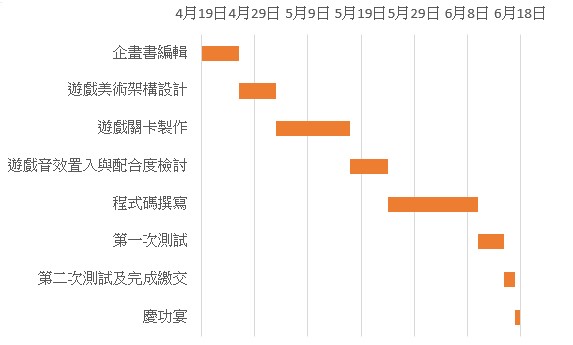 4月19日 4月29日 5月9日 5月19日 5月29日 6月8日 6月18日
企畫書編輯
遊戲美術架構設計
遊戲關卡製作
遊戲音效置入與配合度檢討
程式碼撰寫
第一次測試
第二次測試及完成繳交
慶功宴